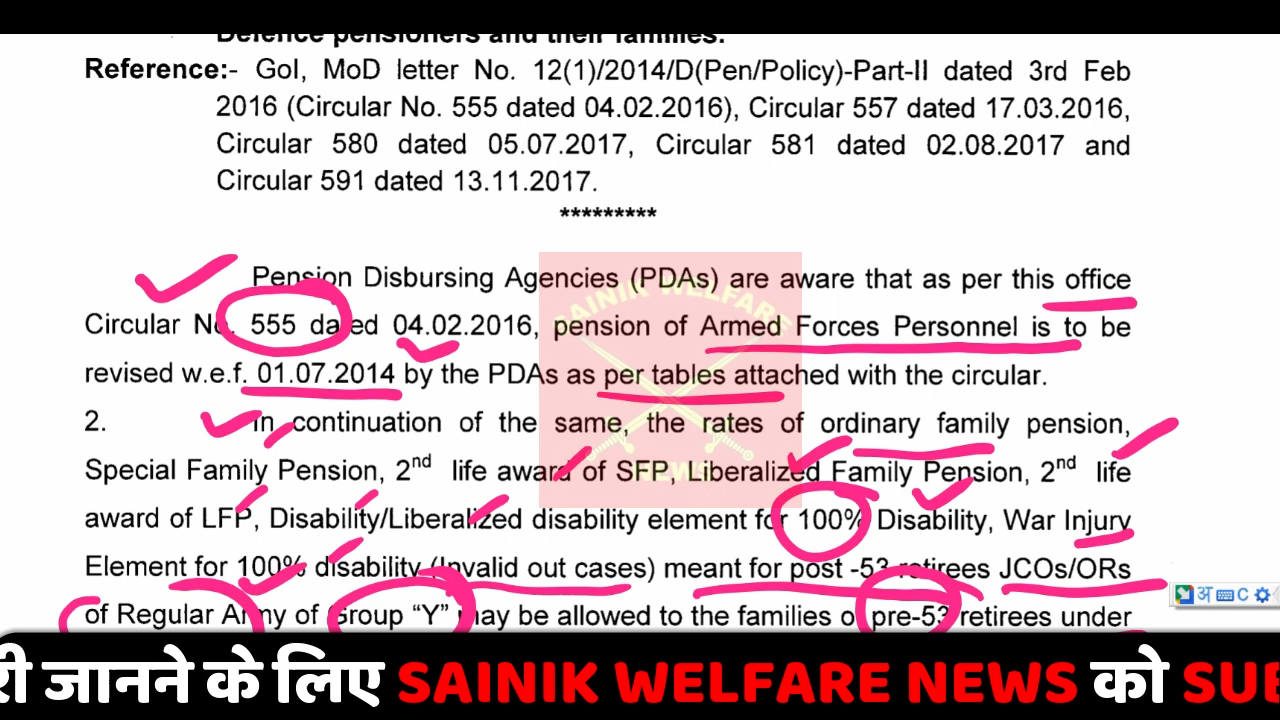 Defence pensioners and their families.
Reference:- GoI, MoD letter No. 12(1)/2014/D(Pen/Policy)-Part-II dated 3rd Feb
2016 (Circular No. 555 dated 04.02.2016), Circular 557 dated 17.03.2016,
Circular 580 dated 05.07.2017, Circular 581 dated 02.08.2017 and
Circular 591 dated 13.11.2017.
*********
Pension Disbursing Agencies (PDAs) are aware that as per this office
Circular No. 555 dated 04.02.2016, pension of Armed Forces Personnel is to be
revised w.e.f. 01.07.2014 by the PDAs as per tables attached with the circular.
2. In continuation of the same, the rates of ordinary family pension,
Special Family Pension, 2nd life award of SFP, Liberalized Family Pension, 2nd life
award of LFP, Disability/Liberalized disability element for 100% Disability, War Injury
Element for 100% disability (Invalid out cases) meant for post -53 retirees JCOs/ORs
of Regular Army of Group “Y” may be allowed to the families of pre-53 retirees under
SAINIK WELFARE
NEWS
अ C
री जानने के लिए SAINIK WELFARE NEWS को SUB